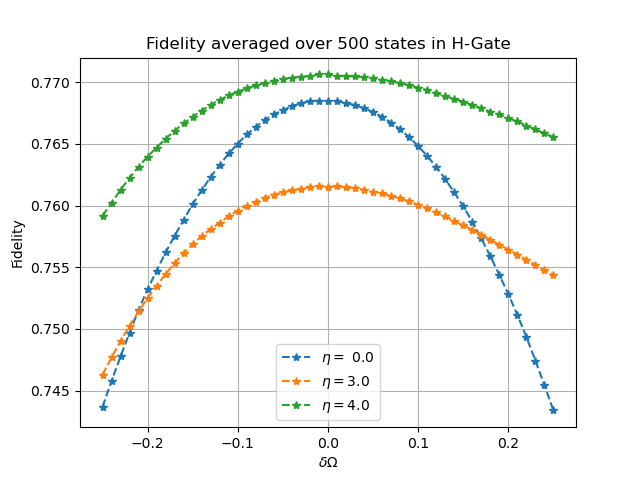 Fidelity averaged over 500 states in H-Gate
Fidelity
0.770
0.765
0.760
0.755
0.750
0.745
η = 0.0
η = 3.0
η = 4.0
−0.2
−0.1
0.0
0.1
0.2
δΩ